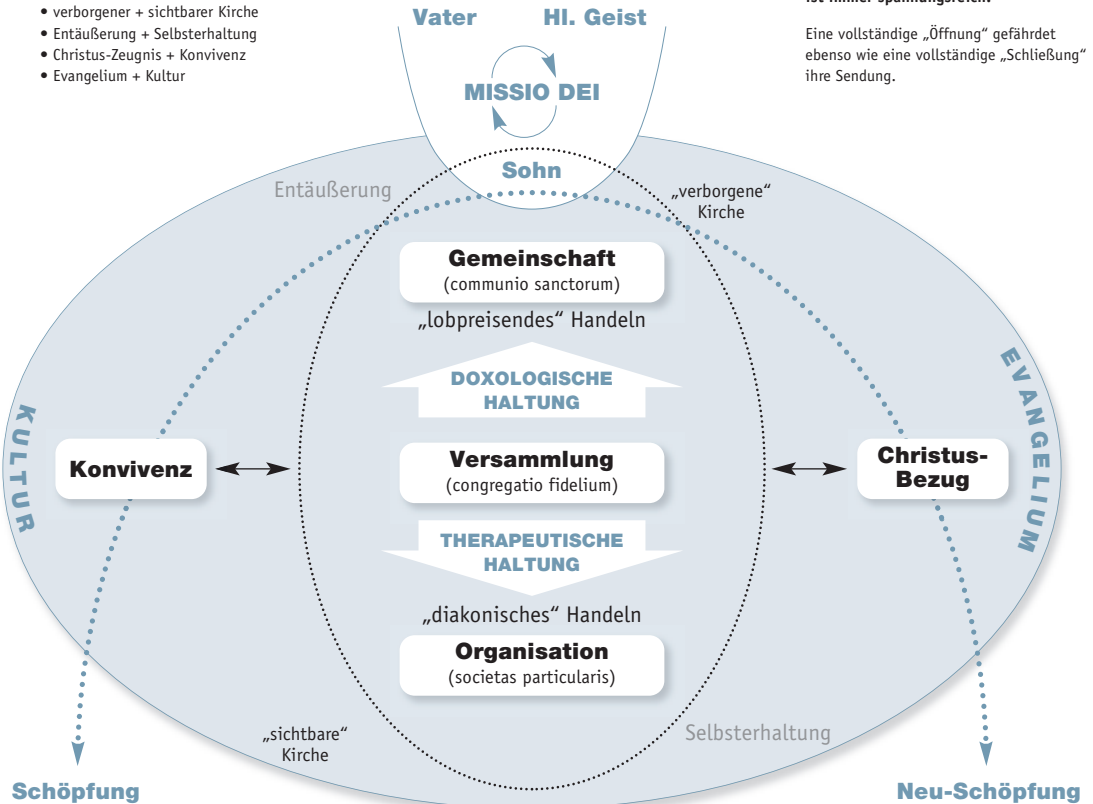 • verborgener + sichtbarer Kirche
• Entäußerung + Selbsterhaltung
• Christus-Zeugnis + Konvivenz
• Evangelium + Kultur
Vater
Hl. Geist
ist immer spannungsreich.
Eine vollständige „Öffnung“ gefährdet
ebenso wie eine vollständige „Schließung“
ihre Sendung.
MISSIO DEI
Sohn
Entäußerung
„verborgene“
Kirche
Gemeinschaft
(communio sanctorum)
„lobpreisendes“ Handeln
DOXOLOGISCHE
HALTUNG
KULTUR
EVANGELIUM
Konvivenz
Versammlung
(congregatio fidelium)
Christus-
Bezug
THERAPEUTISCHE
HALTUNG
„diakonisches“ Handeln
Organisation
(societas particularis)
„sichtbare“
Kirche
Selbsterhaltung
Schöpfung
Neu-Schöpfung